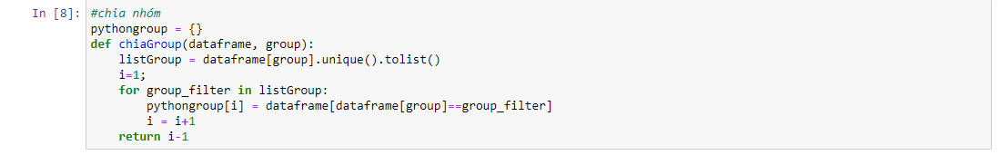 In [8]: #chia nhóm
pythongroup = {}
def chiaGroup(dataframe, group):
    listGroup = dataframe[group].unique().tolist()
    i=1;
    for group_filter in listGroup:
        pythongroup[i] = dataframe[dataframe[group]==group_filter]
        i = i+1
    return i-1